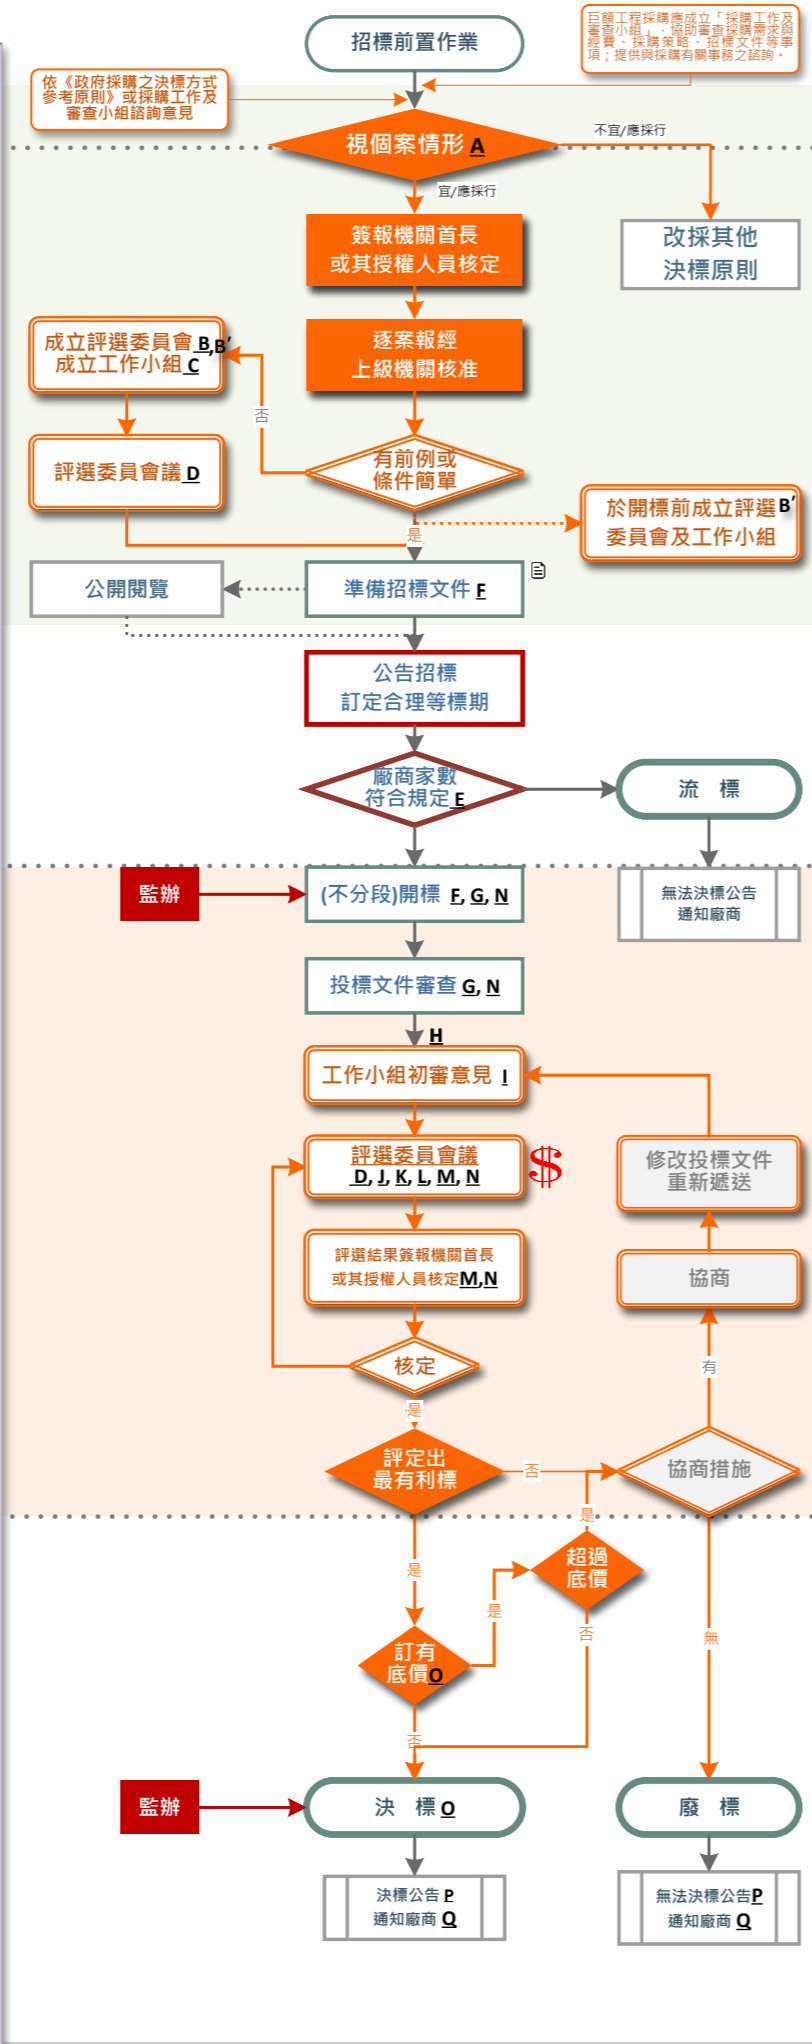 招標前置作業
巨額工程採購應成立「採購工作及
審查小組」，協助審查採購需求與
經費、採購策略、招標文件等事
項；提供與採購有關事務之諮詢。
依《政府採購之決標方式
參考原則》或採購工作及
審查小組諮詢意見
視個案情形 A
不宜/應採行
宜/應採行
改採其他
決標原則
簽報機關首長
或其授權人員核定
逐案報經
上級機關核准
成立評選委員會 B,B′
成立工作小組 C
否
評選委員會議 D
有前例或
條件簡單
是
於開標前成立評選 B′
委員會及工作小組
公開閱覽
準備招標文件 F
公告招標
訂定合理等標期
廠商家數
符合規定 E
流 標
無法決標公告
通知廠商
監辦
(不分段)開標 F, G, N
投標文件審查 G, N
H
工作小組初審意見 I
評選委員會議
D, J, K, L, M, N
$
修改投標文件
重新遞送
協商
評選結果簽報機關首長
或其授權人員核定M,N
核定
有
是
評定出
最有利標
否
協商措施
是
是
超過
底價
是
否
無
訂有
底價O
否
監辦
決 標 O
廢 標
決標公告 P
通知廠商 Q
無法決標公告P
通知廠商 Q